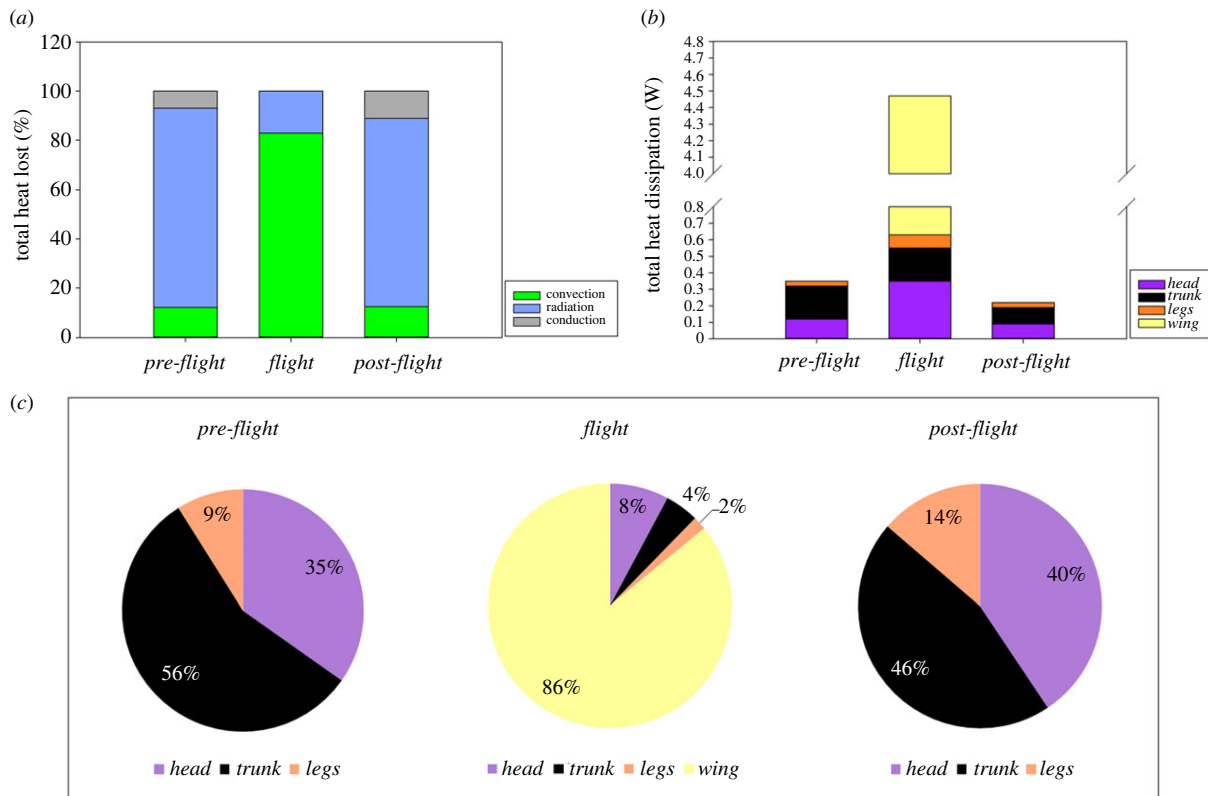 (a)
120
100
80
60
40
20
0
total heat lost (%)
pre-flight flight post-flight
convection
radiation
conduction
(b)
4.8
4.7
4.6
4.5
4.4
4.3
4.2
4.1
4.0
0.8
0.7
0.6
0.5
0.4
0.3
0.2
0.1
0
total heat dissipation (W)
pre-flight flight post-flight
head
trunk
legs
wing
(c)
pre-flight
9%
35%
56%
head trunk legs
flight
8%
4%
2%
86%
head trunk legs wing
post-flight
14%
40%
46%
head trunk legs